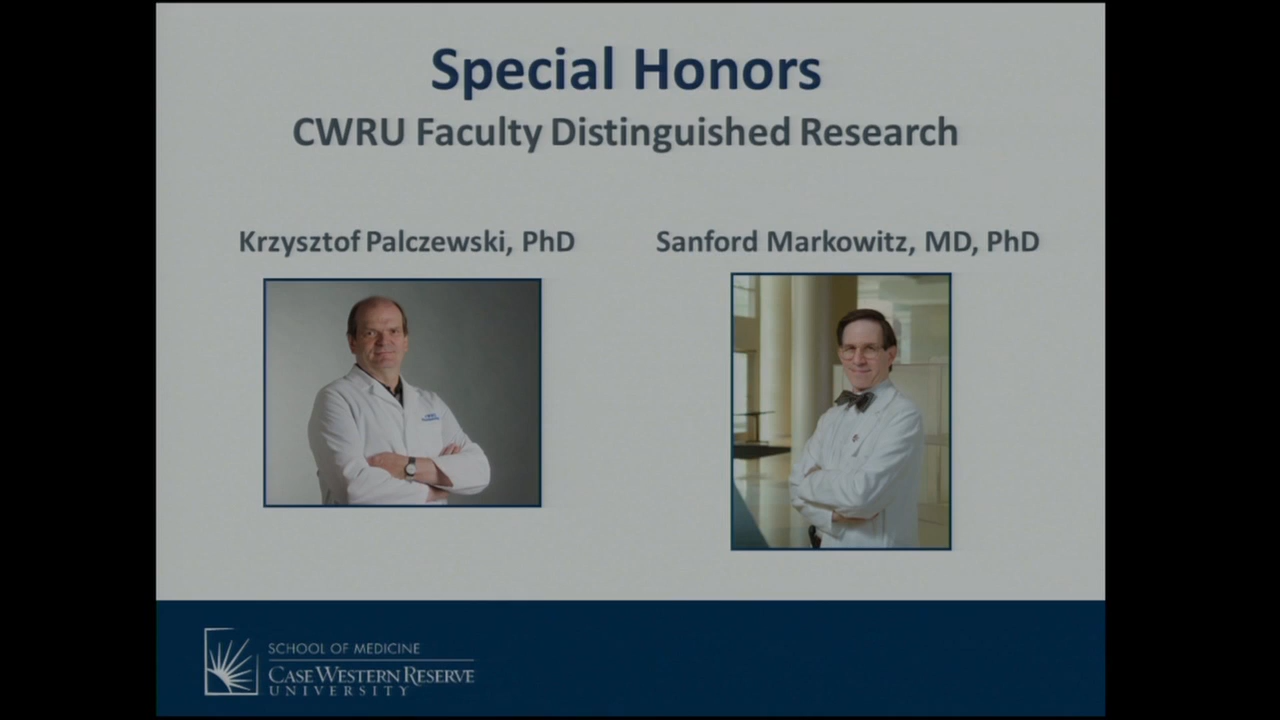 Special Honors
CWRU Faculty Distinguished Research
Krzysztof Palczewski, PhD
Sanford Markowitz, MD, PhD
SCHOOL OF MEDICINE
CASE WESTERN RESERVE
UNIVERSITY